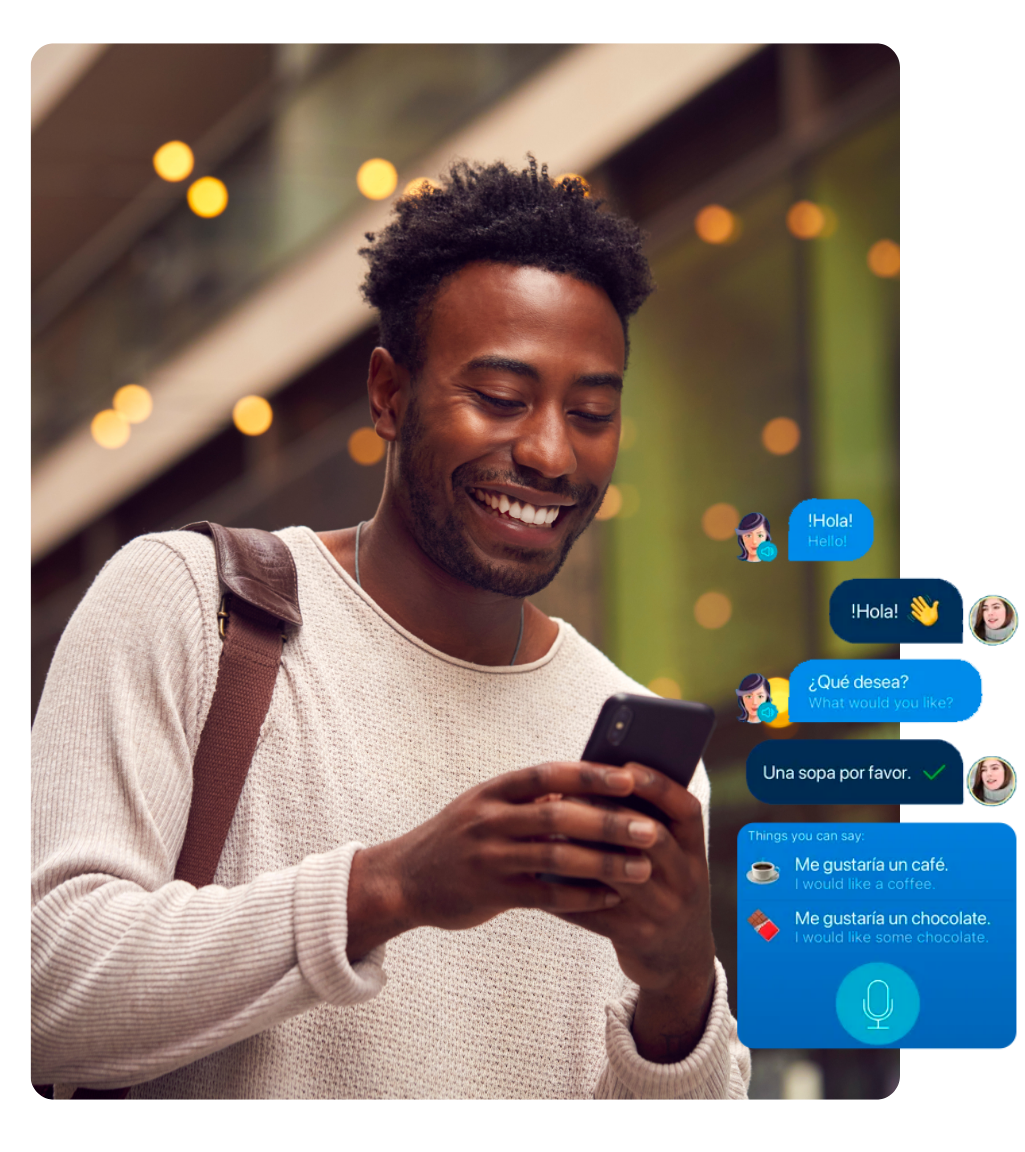 !Hola!
Hello!
!Hola! 👋
¿Qué desea?
What would you like?
Una sopa por favor.
Things you can say:
Me gustaría un café.
I would like a coffee.
Me gustaría un chocolate.
I would like some chocolate.